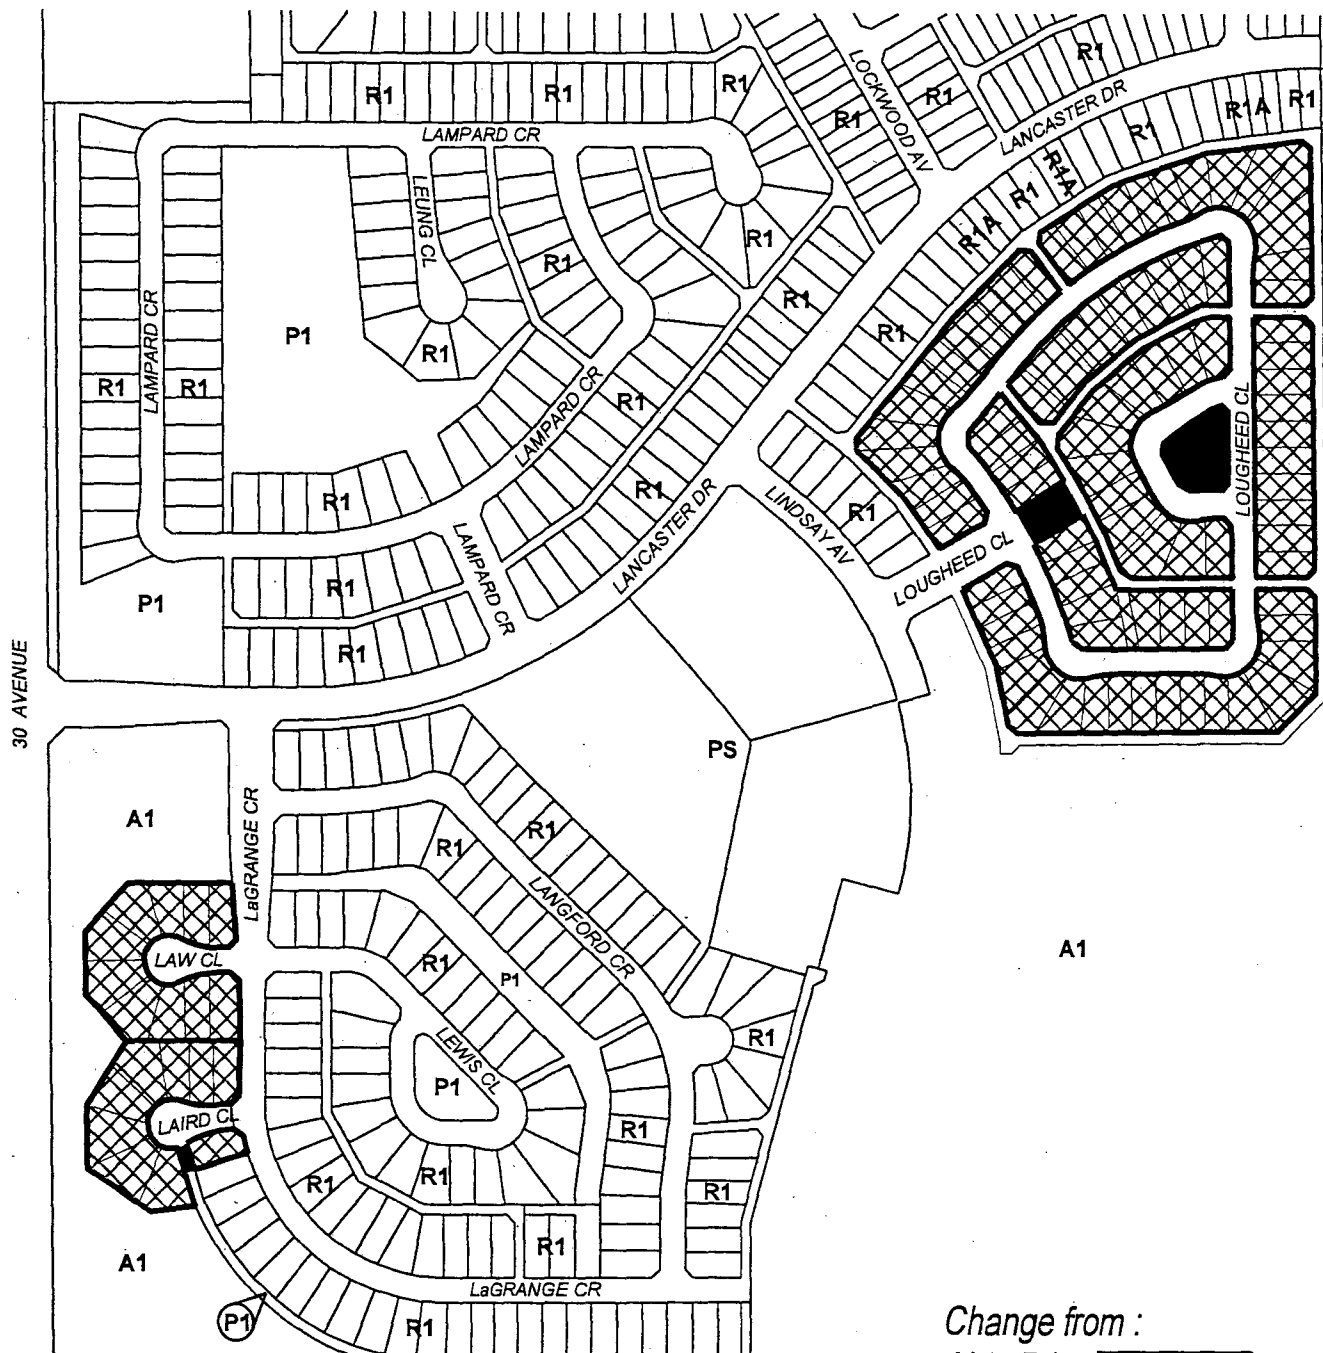 R1
R1
R1
R1
R1
R1
LOCKWOOD AV
LANCASTER DR
R1
R1A
R1
LAMPARD CR
LEUNG CL
R1A
R1
R1A
R1
R1
R1
R1
P1
R1
R1
R1
LAMPARD CR
R1
LAMPARD CR
R1
LOUGHEED CL
R1
R1
LANCASTER DR
LINDSAY AV
R1
LAMPARD CR
LOUGHEED CL
R1
P1
R1
30 AVENUE
PS
A1
LaGRANGE CR
R1
R1
LANGFORD CR
A1
LAW CL
R1
P1
LEWIS CL
P1
R1
LAIRD CL
R1
R1
R1
R1
R1
A1
LaGRANGE CR
P1
R1
Change from :